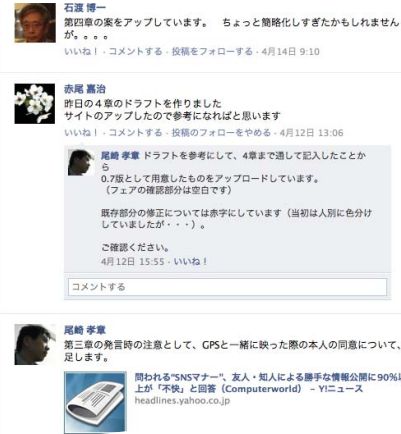 石渡 博一
第四章の案をアップしています。　ちょっと簡略化しすぎたかもしれません
が。。。。
いいね！・コメントする・投稿をフォローする・4月14日 9:10
赤尾 嘉治
昨日の４章のドラフトを作りました
サイトのアップしたので参考になればと思います
いいね！・コメントする・投稿のフォローをやめる・4月12日 13:06
尾崎 孝章 ドラフトを参考にして、4章まで通して記入したことか
ら
0.7版として用意したものをアップロードしています。
（フェアの確認部分は空白です）
既存部分の修正については赤字にしています（当初は人別に色分け
していましたが・・・）。
ご確認ください。
4月12日 15:55・いいね！
コメントする
尾崎 孝章
第三章の発言時の注意として、GPSと一緒に映った際の本人の同意について、
足します。
問われる"SNSマナー"、友人・知人による勝手な情報公開に90%以
上が「不快」と回答（Computerworld） – Y!ニュース
headlines.yahoo.co.jp